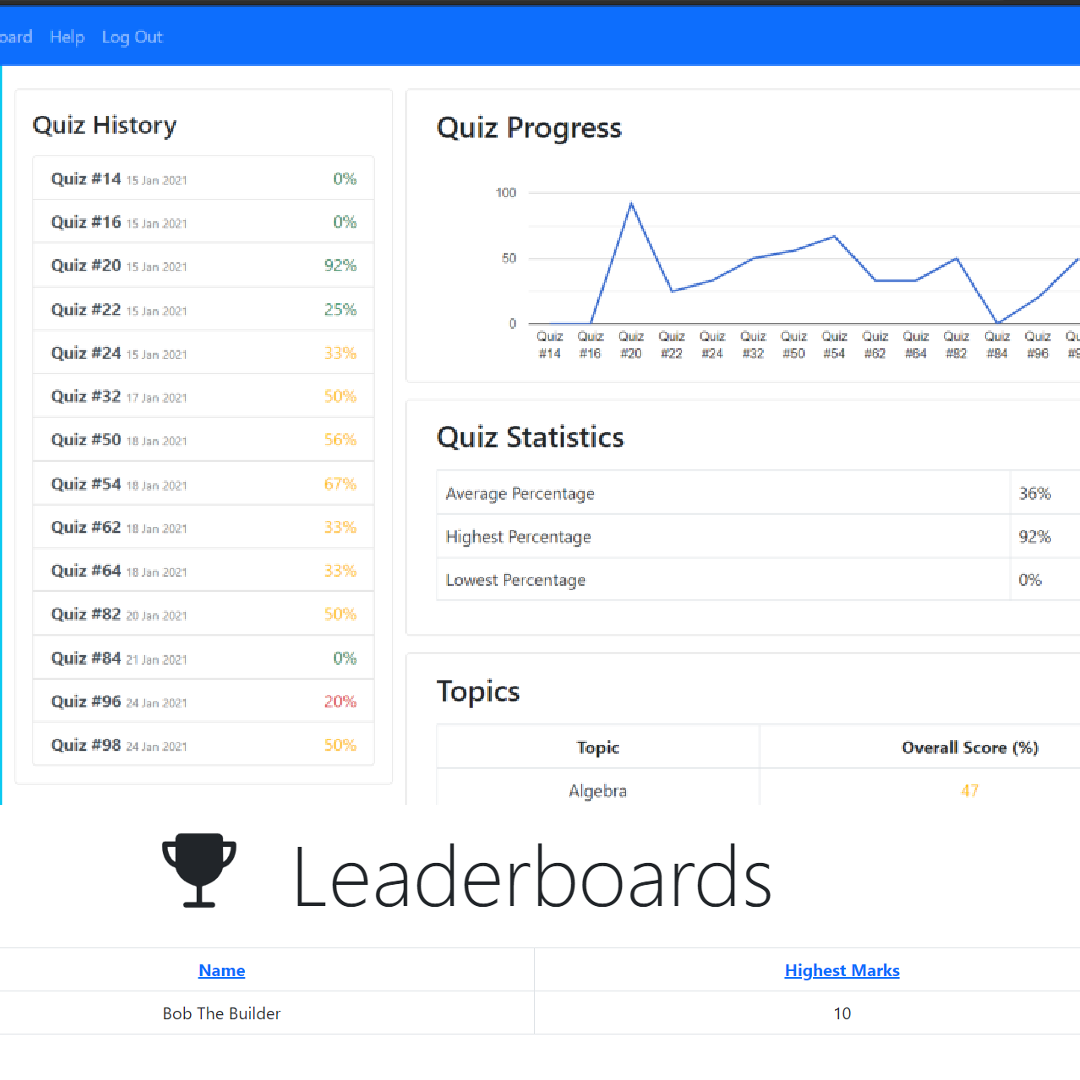 oard Help Log Out
Quiz History
Quiz #14 15 Jan 2021 0%
Quiz #16 15 Jan 2021 0%
Quiz #20 15 Jan 2021 92%
Quiz #22 15 Jan 2021 25%
Quiz #24 15 Jan 2021 33%
Quiz #32 17 Jan 2021 50%
Quiz #50 18 Jan 2021 56%
Quiz #54 18 Jan 2021 67%
Quiz #62 18 Jan 2021 33%
Quiz #64 18 Jan 2021 33%
Quiz #82 20 Jan 2021 50%
Quiz #84 21 Jan 2021 0%
Quiz #96 24 Jan 2021 20%
Quiz #98 24 Jan 2021 50%
Quiz Progress
100
50
0
Quiz Quiz Quiz Quiz Quiz Quiz Quiz Quiz Quiz Quiz Quiz Quiz Quiz Qu
#14 #16 #20 #22 #24 #32 #50 #54 #62 #64 #82 #84 #96 #9
Quiz Statistics
Average Percentage 36%
Highest Percentage 92%
Lowest Percentage 0%
Topics
Topic Overall Score (%)
Algebra 47
Leaderboards
Name Highest Marks
Bob The Builder 10